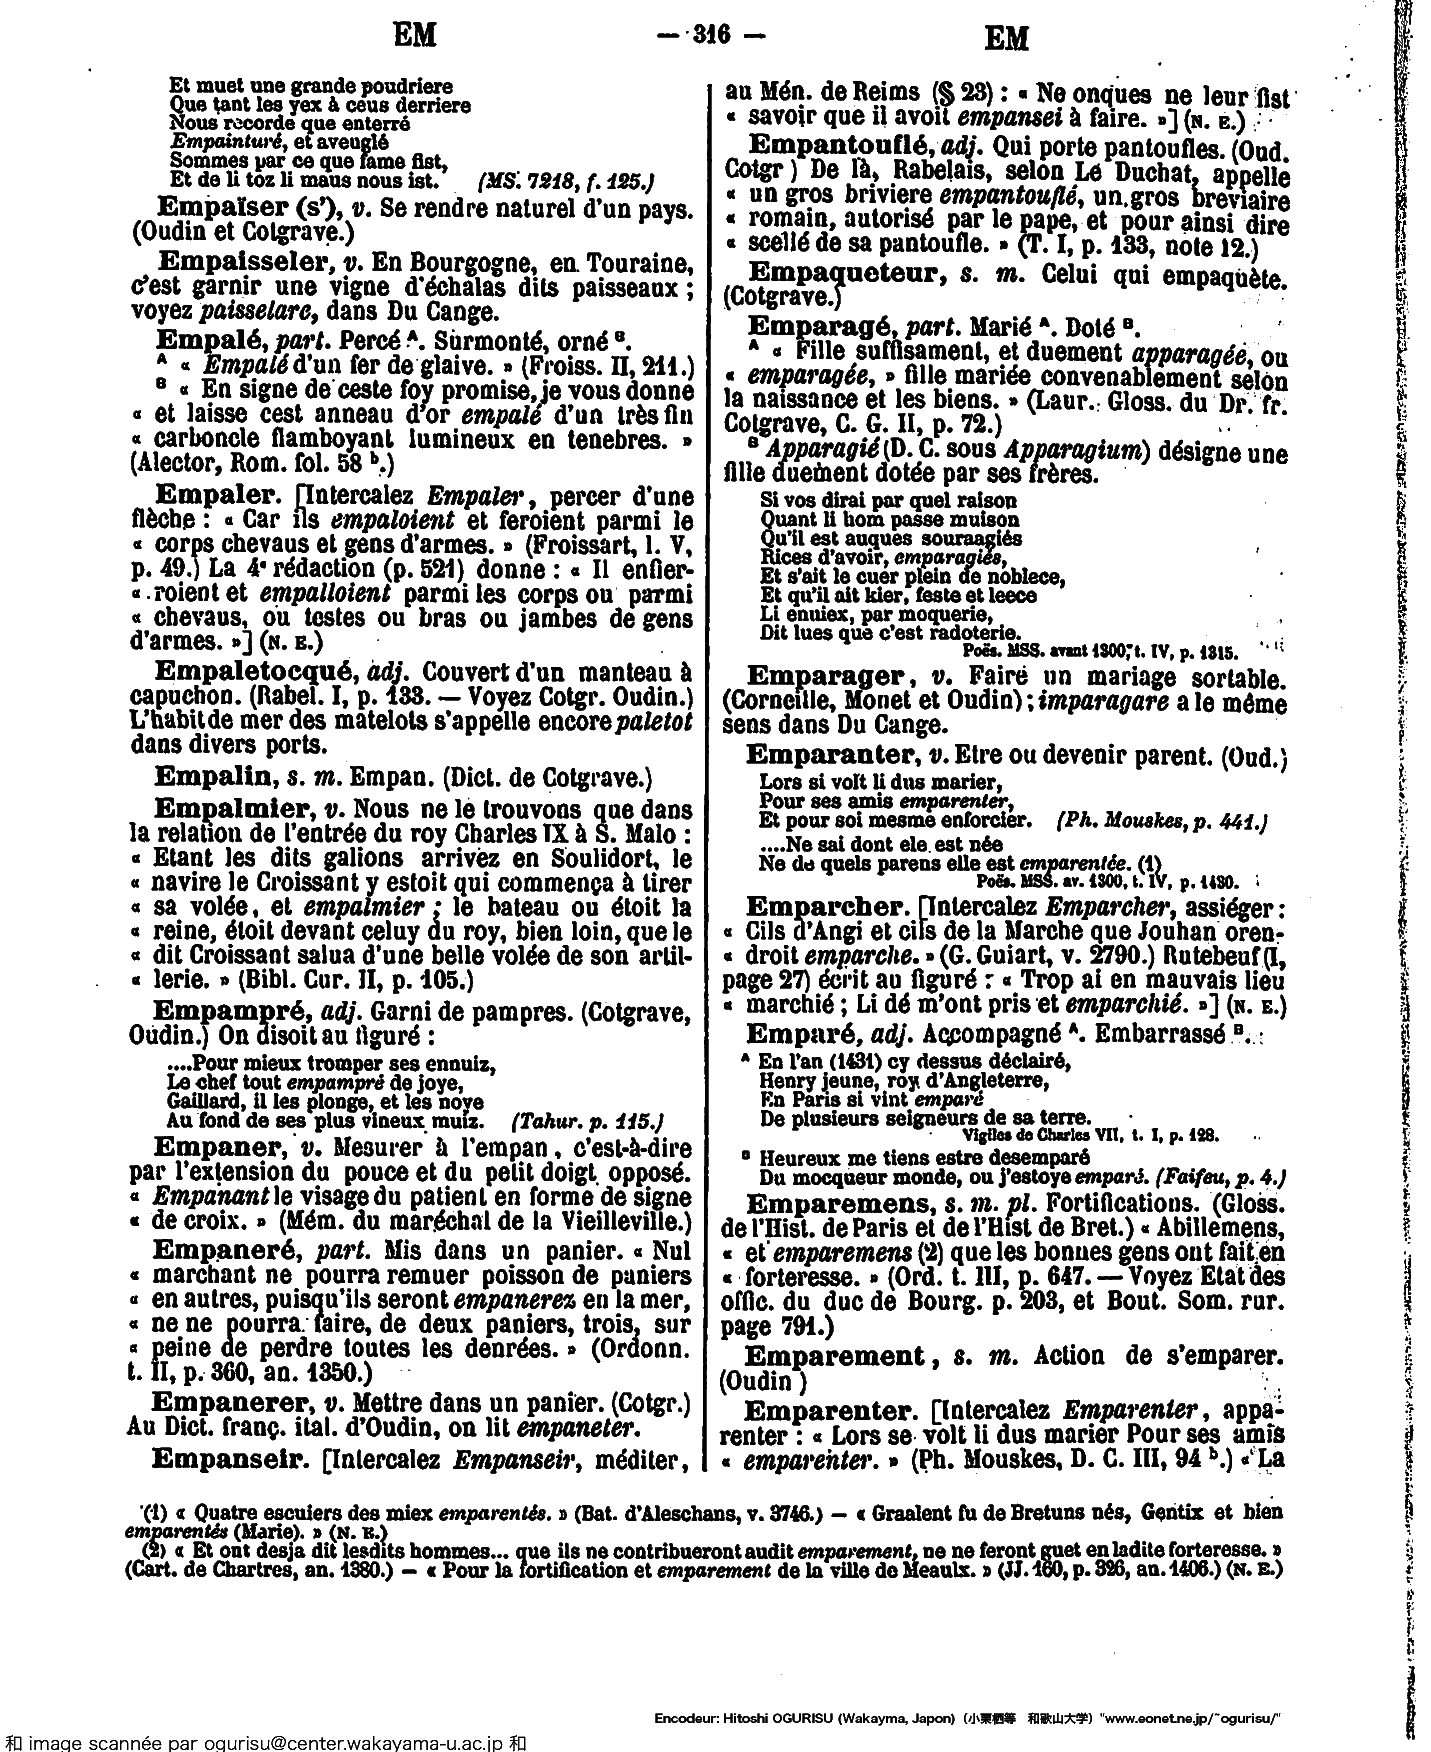 EM
— 316 —
EM
Et muet une grande poudriere
Que tant les yex à ceus derriere
Nous recorde que enterré
Empainturé, et aveuglé
Sommes par ce que fame fist,
Et de li toz li maus nous ist. (MS. 7218, f. 125.)
Empaïser (s'), v. Se rendre naturel d'un pays.
(Oudin et Cotgrave.)
Empaisseler, v. En Bourgogne, en Touraine,
c'est garnir une vigne d'échalas dits paisseaux ;
voyez paisselare, dans Du Cange.
Empalé, part. Percé A. Surmonté, orné B.
A « Empalé d'un fer de glaive. » (Froiss. II, 211.)
B « En signe de ceste foy promise, je vous donne
« et laisse cest anneau d'or empalé d'un très fin
« carboncle flamboyant lumineux en tenebres. »
(Alector, Rom. fol. 58 b.)
Empaler. [Intercalez Empaler, percer d'une
flèche : « Car ils empaloient et feroient parmi le
« corps chevaus et gens d'armes. » (Froissart, l. V,
p. 49.) La 4e rédaction (p. 521) donne : « Il enfier-
« roient et empalloient parmi les corps ou parmi
« chevaus, ou testes ou bras ou jambes de gens
d'armes. »] (N. E.)
Empaletocqué, adj. Couvert d'un manteau à
capuchon. (Rabel. I, p. 133. — Voyez Cotgr. Oudin.)
L'habit de mer des matelots s'appelle encore paletot
dans divers ports.
Empalin, s. m. Empan. (Dict. de Cotgrave.)
Empalmier, v. Nous ne le trouvons que dans
la relation de l'entrée du roy Charles IX à S. Malo :
« Etant les dits galions arrivez en Soulidort, le
« navire le Croissant y estoit qui commença à tirer
« sa volée, et empalmier ; le bateau ou étoit la
« reine, étoit devant celuy du roy, bien loin, que le
« dit Croissant salua d'une belle volée de son artil-
« lerie. » (Bibl. Cur. II, p. 105.)
Empampré, adj. Garni de pampres. (Cotgrave,
Oudin.) On disoit au figuré :
....Pour mieux tromper ses ennuiz,
Le chef tout empampré de joye,
Gaillard, il les plonge, et les noye
Au fond de ses plus vineux muiz. (Tahur. p. 115.)
Empaner, v. Mesurer à l'empan, c'est-à-dire
par l'extension du pouce et du petit doigt opposé.
« Empanant le visage du patient en forme de signe
« de croix. » (Mém. du maréchal de la Vieilleville.)
Empaneré, part. Mis dans un panier. « Nul
« marchant ne pourra remuer poisson de paniers
« en autres, puisqu'ils seront empanerez en la mer,
« ne ne pourra faire, de deux paniers, trois, sur
« peine de perdre toutes les denrées. » (Ordonn.
t. II, p. 360, an. 1350.)
Empanerer, v. Mettre dans un panier. (Cotgr.)
Au Dict. franç. ital. d'Oudin, on lit empaneter.
Empanseir. [Intercalez Empanseir, méditer,
au Mén. de Reims (§ 23) : « Ne onques ne leur fist
« savoir que il avoit empansei à faire. »] (N. E.)
Empantouflé, adj. Qui porte pantoufles. (Oud.
Cotgr ) De là, Rabelais, selon Le Duchat, appelle
« un gros briviere empantouflé, un gros breviaire
« romain, autorisé par le pape, et pour ainsi dire
« scellé de sa pantoufle. » (T. I, p. 133, note 12.)
Empaqueteur, s. m. Celui qui empaquète.
(Cotgrave.)
Emparagé, part. Marié A. Doté B.
A « Fille suffisament, et duement apparagée, ou
« emparagée, » fille mariée convenablement selon
la naissance et les biens. » (Laur. Gloss. du Dr. fr.
Cotgrave, C. G. II, p. 72.)
B Apparagié (D. C. sous Apparagium) désigne une
fille duement dotée par ses frères.
Si vos dirai par quel raison
Quant li hom passe muison
Qu'il est auques souraagiés
Rices d'avoir, emparagiés,
Et s'ait le cuer plein de noblece,
Et qu'il ait kier, feste et leece
Li enuiex, par moquerie,
Dit lues que c'est radoterie.
Poës. MSS. avant 1300, t. IV, p. 1315.
Emparager, v. Faire un mariage sortable.
(Corneille, Monet et Oudin) ; imparagare a le même
sens dans Du Cange.
Emparanter, v. Etre ou devenir parent. (Oud.)
Lors si volt li dus marier,
Pour ses amis emparenter,
Et pour soi mesme enforcier. (Ph. Mouskes, p. 441.)
....Ne sai dont ele est née
Ne de quels parens elle est emparentée. (1)
Poës. MSS. av. 1300, t. IV, p. 1430.
Emparcher. [Intercalez Emparcher, assiéger :
« Cils d'Angi et cils de la Marche que Jouhan oren-
« droit emparche. » (G. Guiart, v. 2790.) Rutebeuf (I,
page 27) écrit au figuré : « Trop ai en mauvais lieu
« marchié ; Li dé m'ont pris et emparchié. »] (N. E.)
Emparé, adj. Accompagné A. Embarrassé B.
A En l'an (1431) cy dessus déclairé,
Henry jeune, roy d'Angleterre,
En Paris si vint emparé
De plusieurs seigneurs de sa terre.
Vigiles de Charles VII, t. I, p. 128.
B Heureux me tiens estre desemparé
Du mocqueur monde, ou j'estoye emparé. (Faifeu, p. 4.)
Emparemens, s. m. pl. Fortifications. (Gloss.
de l'Hist. de Paris et de l'Hist de Bret.) « Abillemens,
« et emparemens (2) que les bonnes gens ont fait en
« forteresse. » (Ord. t. III, p. 647. — Voyez Etat des
offic. du duc de Bourg. p. 203, et Bout. Som. rur.
page 791.)
Emparement, s. m. Action de s'emparer.
(Oudin )
Emparenter. [Intercalez Emparenter, appa-
renter : « Lors se volt li dus marier Pour ses amis
« emparenter. » (Ph. Mouskes, D. C. III, 94 b.) « La
(1) « Quatre escuiers des miex emparentés. » (Bat. d'Aleschans, v. 3746.) — « Graalent fu de Bretuns nés, Gentix et bien
emparentés (Marie). » (N. E.)
(2) « Et ont desja dit lesdits hommes... que ils ne contribueront audit emparement, ne ne feront guet en ladite forteresse. »
(Cart. de Chartres, an. 1380.) — « Pour la fortification et emparement de la ville de Meaulx. » (JJ. 160, p. 326, an. 1406.) (N. E.)
Encodeur: Hitoshi OGURISU (Wakayma, Japon) (小栗栖等 和歌山大学) "www.eonet.ne.jp/~ogurisu/"
和 image scannée par ogurisu@center.wakayama-u.ac.jp 和